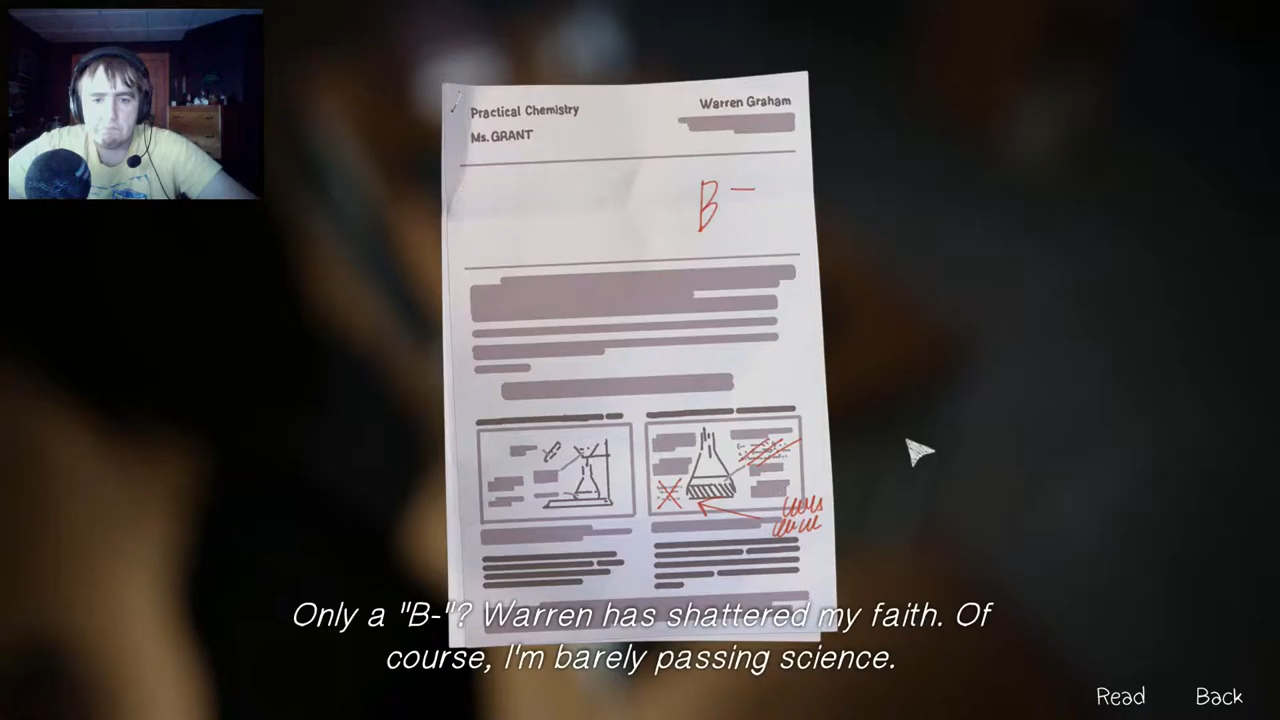 Practical Chemistry
Warren Graham
Ms. GRANT
B-
Only a "B-"? Warren has shattered my faith. Of
course, I'm barely passing science.
Read
Back